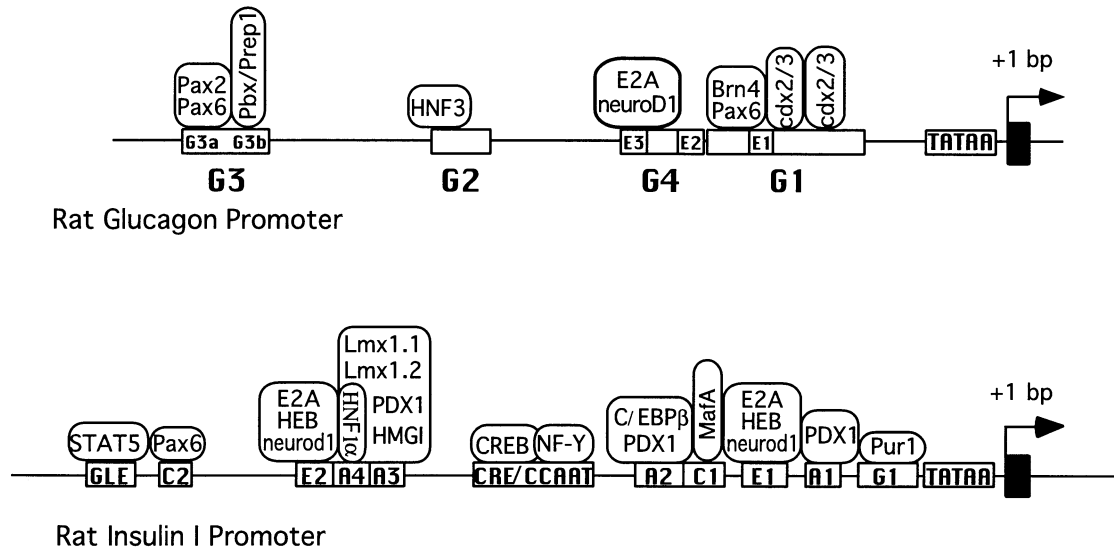 +1 bp
Pax2
Pax6
Pbx/Prep1
HNF3
E2A
neuroD1
Brn4
Pax6
cdx2/3
cdx2/3
G3a G3b
E3 E2 E1 TATAA
G3 G2 G4 G1
Rat Glucagon Promoter
+1 bp
STAT5
Pax6
E2A
HEB
neurod1
Lmx1.1
Lmx1.2
HNF1α
PDX1
HMGI
CREB
NF-Y
C/EBPβ
PDX1
MafA
E2A
HEB
neurod1
PDX1
Pur1
GLE C2 E2 A4 A3 CRE/CCAAT A2 C1 E1 A1 G1 TATAA
Rat Insulin I Promoter